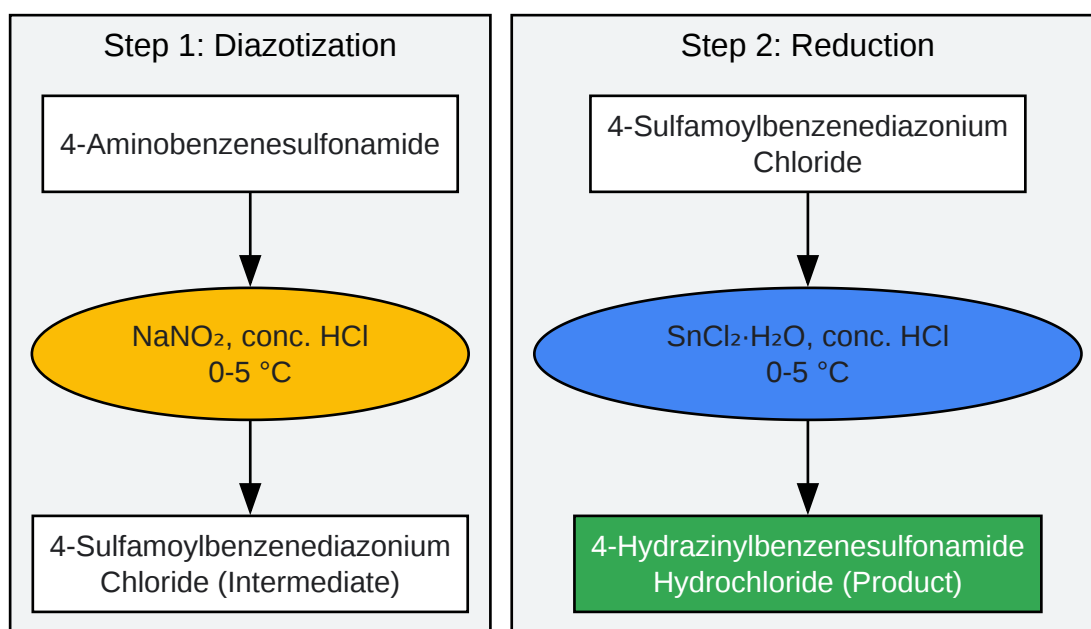 Step 1: Diazotization
4-Aminobenzenesulfonamide
NaNO₂, conc. HCl
0-5 °C
4-Sulfamoylbenzenediazonium
Chloride (Intermediate)
Step 2: Reduction
4-Sulfamoylbenzenediazonium
Chloride
SnCl₂·H₂O, conc. HCl
0-5 °C
4-Hydrazinylbenzenesulfonamide
Hydrochloride (Product)